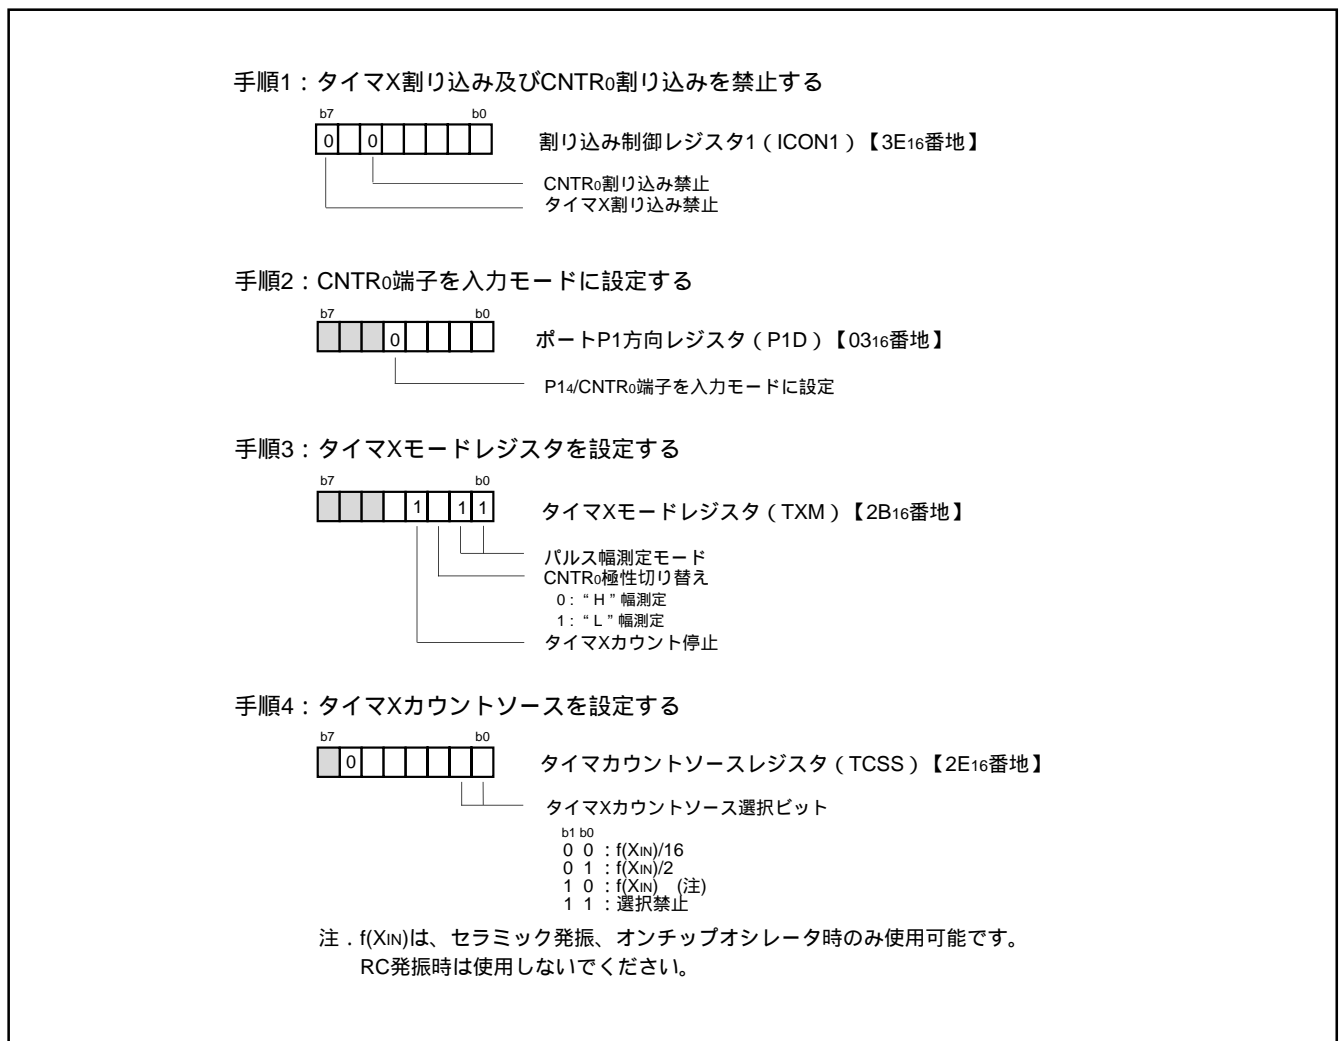 手順1：タイマX割り込み及びCNTR0割り込みを禁止する
b7 b0
0 0 割り込み制御レジスタ1（ICON1）【3E16番地】
CNTR0割り込み禁止
タイマX割り込み禁止
手順2：CNTR0端子を入力モードに設定する
b7 b0
0 ポートP1方向レジスタ（P1D）【0316番地】
P14/CNTR0端子を入力モードに設定
手順3：タイマXモードレジスタを設定する
b7 b0
1 1 1 タイマXモードレジスタ（TXM）【2B16番地】
パルス幅測定モード
CNTR0極性切り替え
0：“H”幅測定
1：“L”幅測定
タイマXカウント停止
手順4：タイマXカウントソースを設定する
b7 b0
0 タイマカウントソースレジスタ（TCSS）【2E16番地】
タイマXカウントソース選択ビット
b1 b0
0 0：f(XIN)/16
0 1：f(XIN)/2
1 0：f(XIN) (注)
1 1：選択禁止
注．f(XIN)は、セラミック発振、オンチップオシレータ時のみ使用可能です。
RC発振時は使用しないでください。